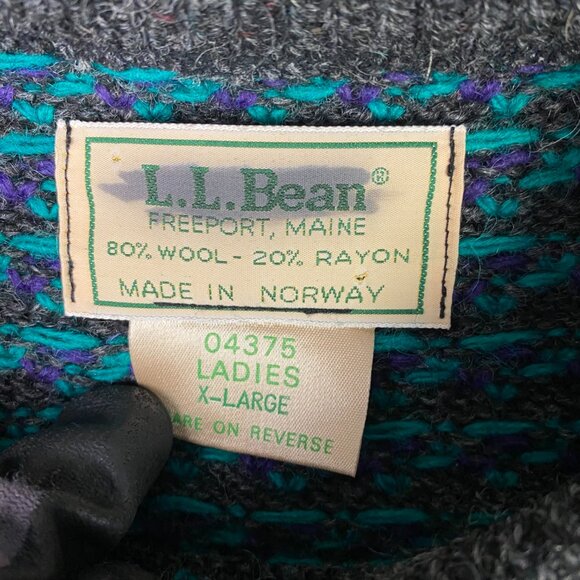 L.L.Bean®
FREEPORT, MAINE
80% WOOL - 20% RAYON
MADE IN NORWAY
04375
LADIES
X-LARGE
ARE ON REVERSE